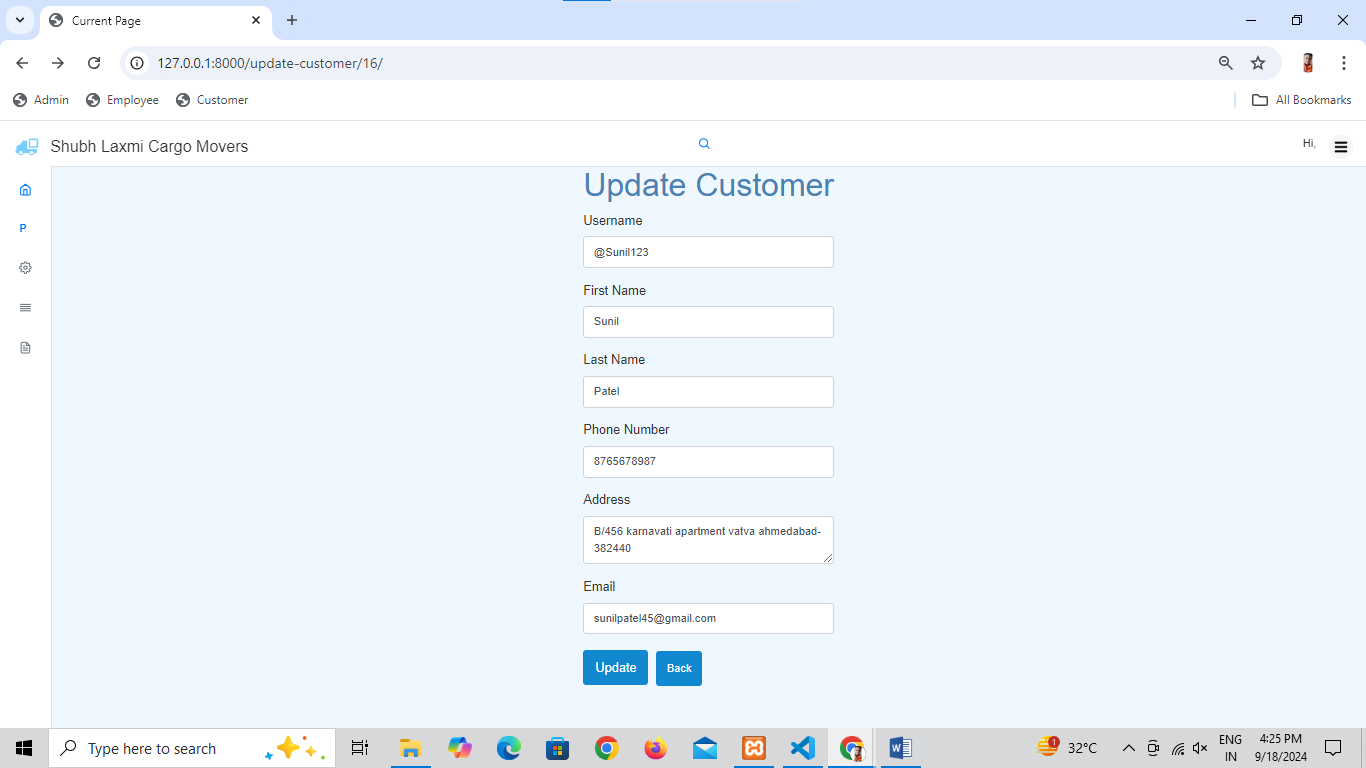 Current Page
127.0.0.1:8000/update-customer/16/
Admin
Employee
Customer
All Bookmarks
Shubh Laxmi Cargo Movers
Hi,
P
Update Customer
Username
@Sunil123
First Name
Sunil
Last Name
Patel
Phone Number
8765678987
Address
B/456 karnavati apartment vatva ahmedabad-
382440
Email
sunilpatel45@gmail.com
Update
Back
Type here to search
1
32°C
ENG
IN
4:25 PM
9/18/2024